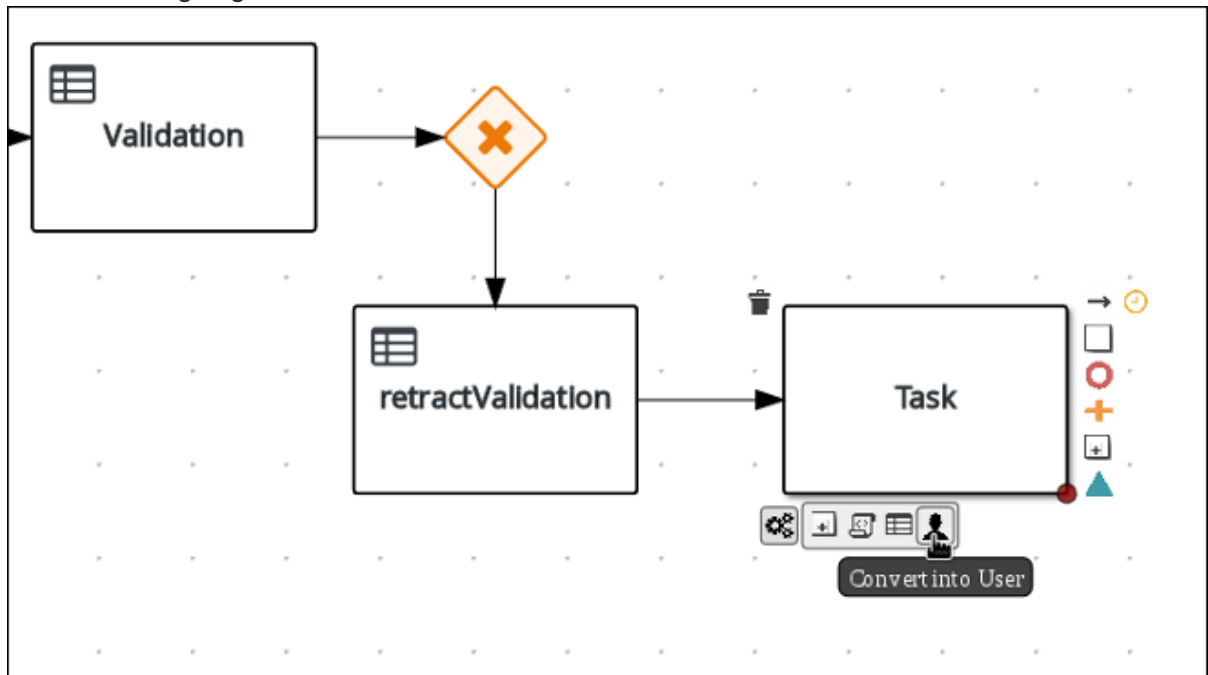 Validation
retractValidation
Task
Convert into User